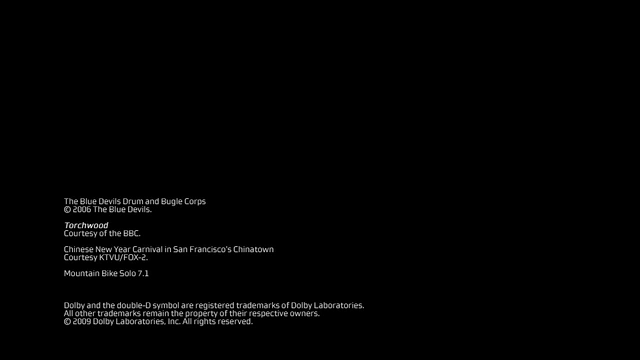 The Blue Devils Drum and Bugle Corps
© 2006 The Blue Devils.
Torchwood
Courtesy of the BBC.
Chinese New Year Carnival in San Francisco's Chinatown
Courtesy KTVU/FOX-2.
Mountain Bike Solo 7.1
Dolby and the double-D symbol are registered trademarks of Dolby Laboratories.
All other trademarks remain the property of their respective owners.
© 2009 Dolby Laboratories, Inc. All rights reserved.